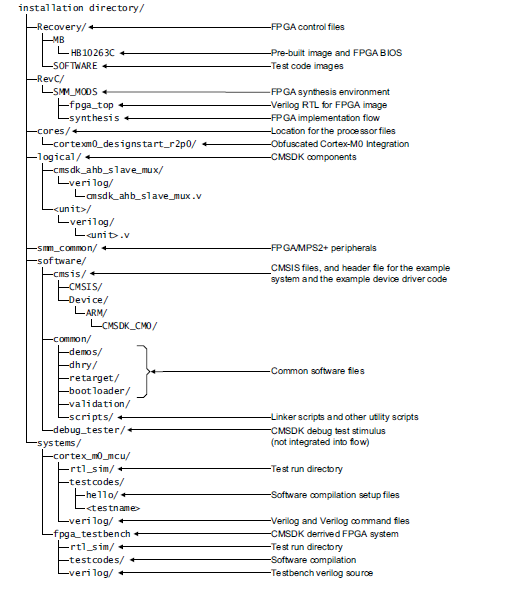 installation directory/
Recovery/ FPGA control files
MB
HB10263C Pre-built image and FPGA BIOS
SOFTWARE Test code images
RevC/
SMM_MODS FPGA synthesis environment
fpga_top Verilog RTL for FPGA image
synthesis FPGA implementation flow
cores/ Location for the processor files
cortexm0_designstart_r2p0/ Obfuscated Cortex-M0 Integration
logical/ CMSDK components
cmsdk_ahb_slave_mux/
verilog/
cmsdk_ahb_slave_mux.v
<unit>/
verilog/
<unit>.v
smm_common/ FPGA/MPS2+ peripherals
software/
cmsis/ CMSIS files, and header file for the example
system and the example device driver code
CMSIS/
Device/
ARM/
CMSDK_CM0/
common/
demos/
dhry/
retarget/ Common software files
bootloader/
validation/
scripts/ Linker scripts and other utility scripts
debug_tester/ CMSDK debug test stimulus
(not integrated into flow)
systems/
cortex_m0_mcu/
rtl_sim/ Test run directory
testcodes/
hello/ Software compilation setup files
<testname>
verilog/ Verilog and Verilog command files
fpga_testbench CMSDK derrived FPGA system
rtl_sim/ Test run directory
testcodes/ Software compilation
verilog/ Testbench verilog source